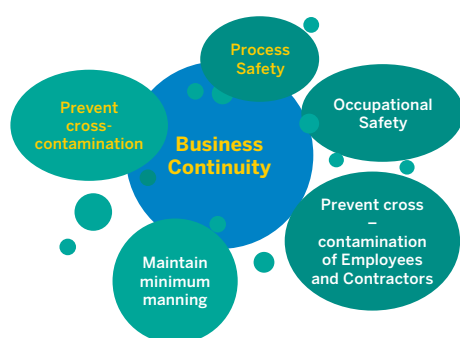 Process
Safety
Prevent
cross-
contamination
Occupational
Safety
Business
Continuity
Prevent cross
–
contamination
of Employees
and Contractors
Maintain
minimum
manning